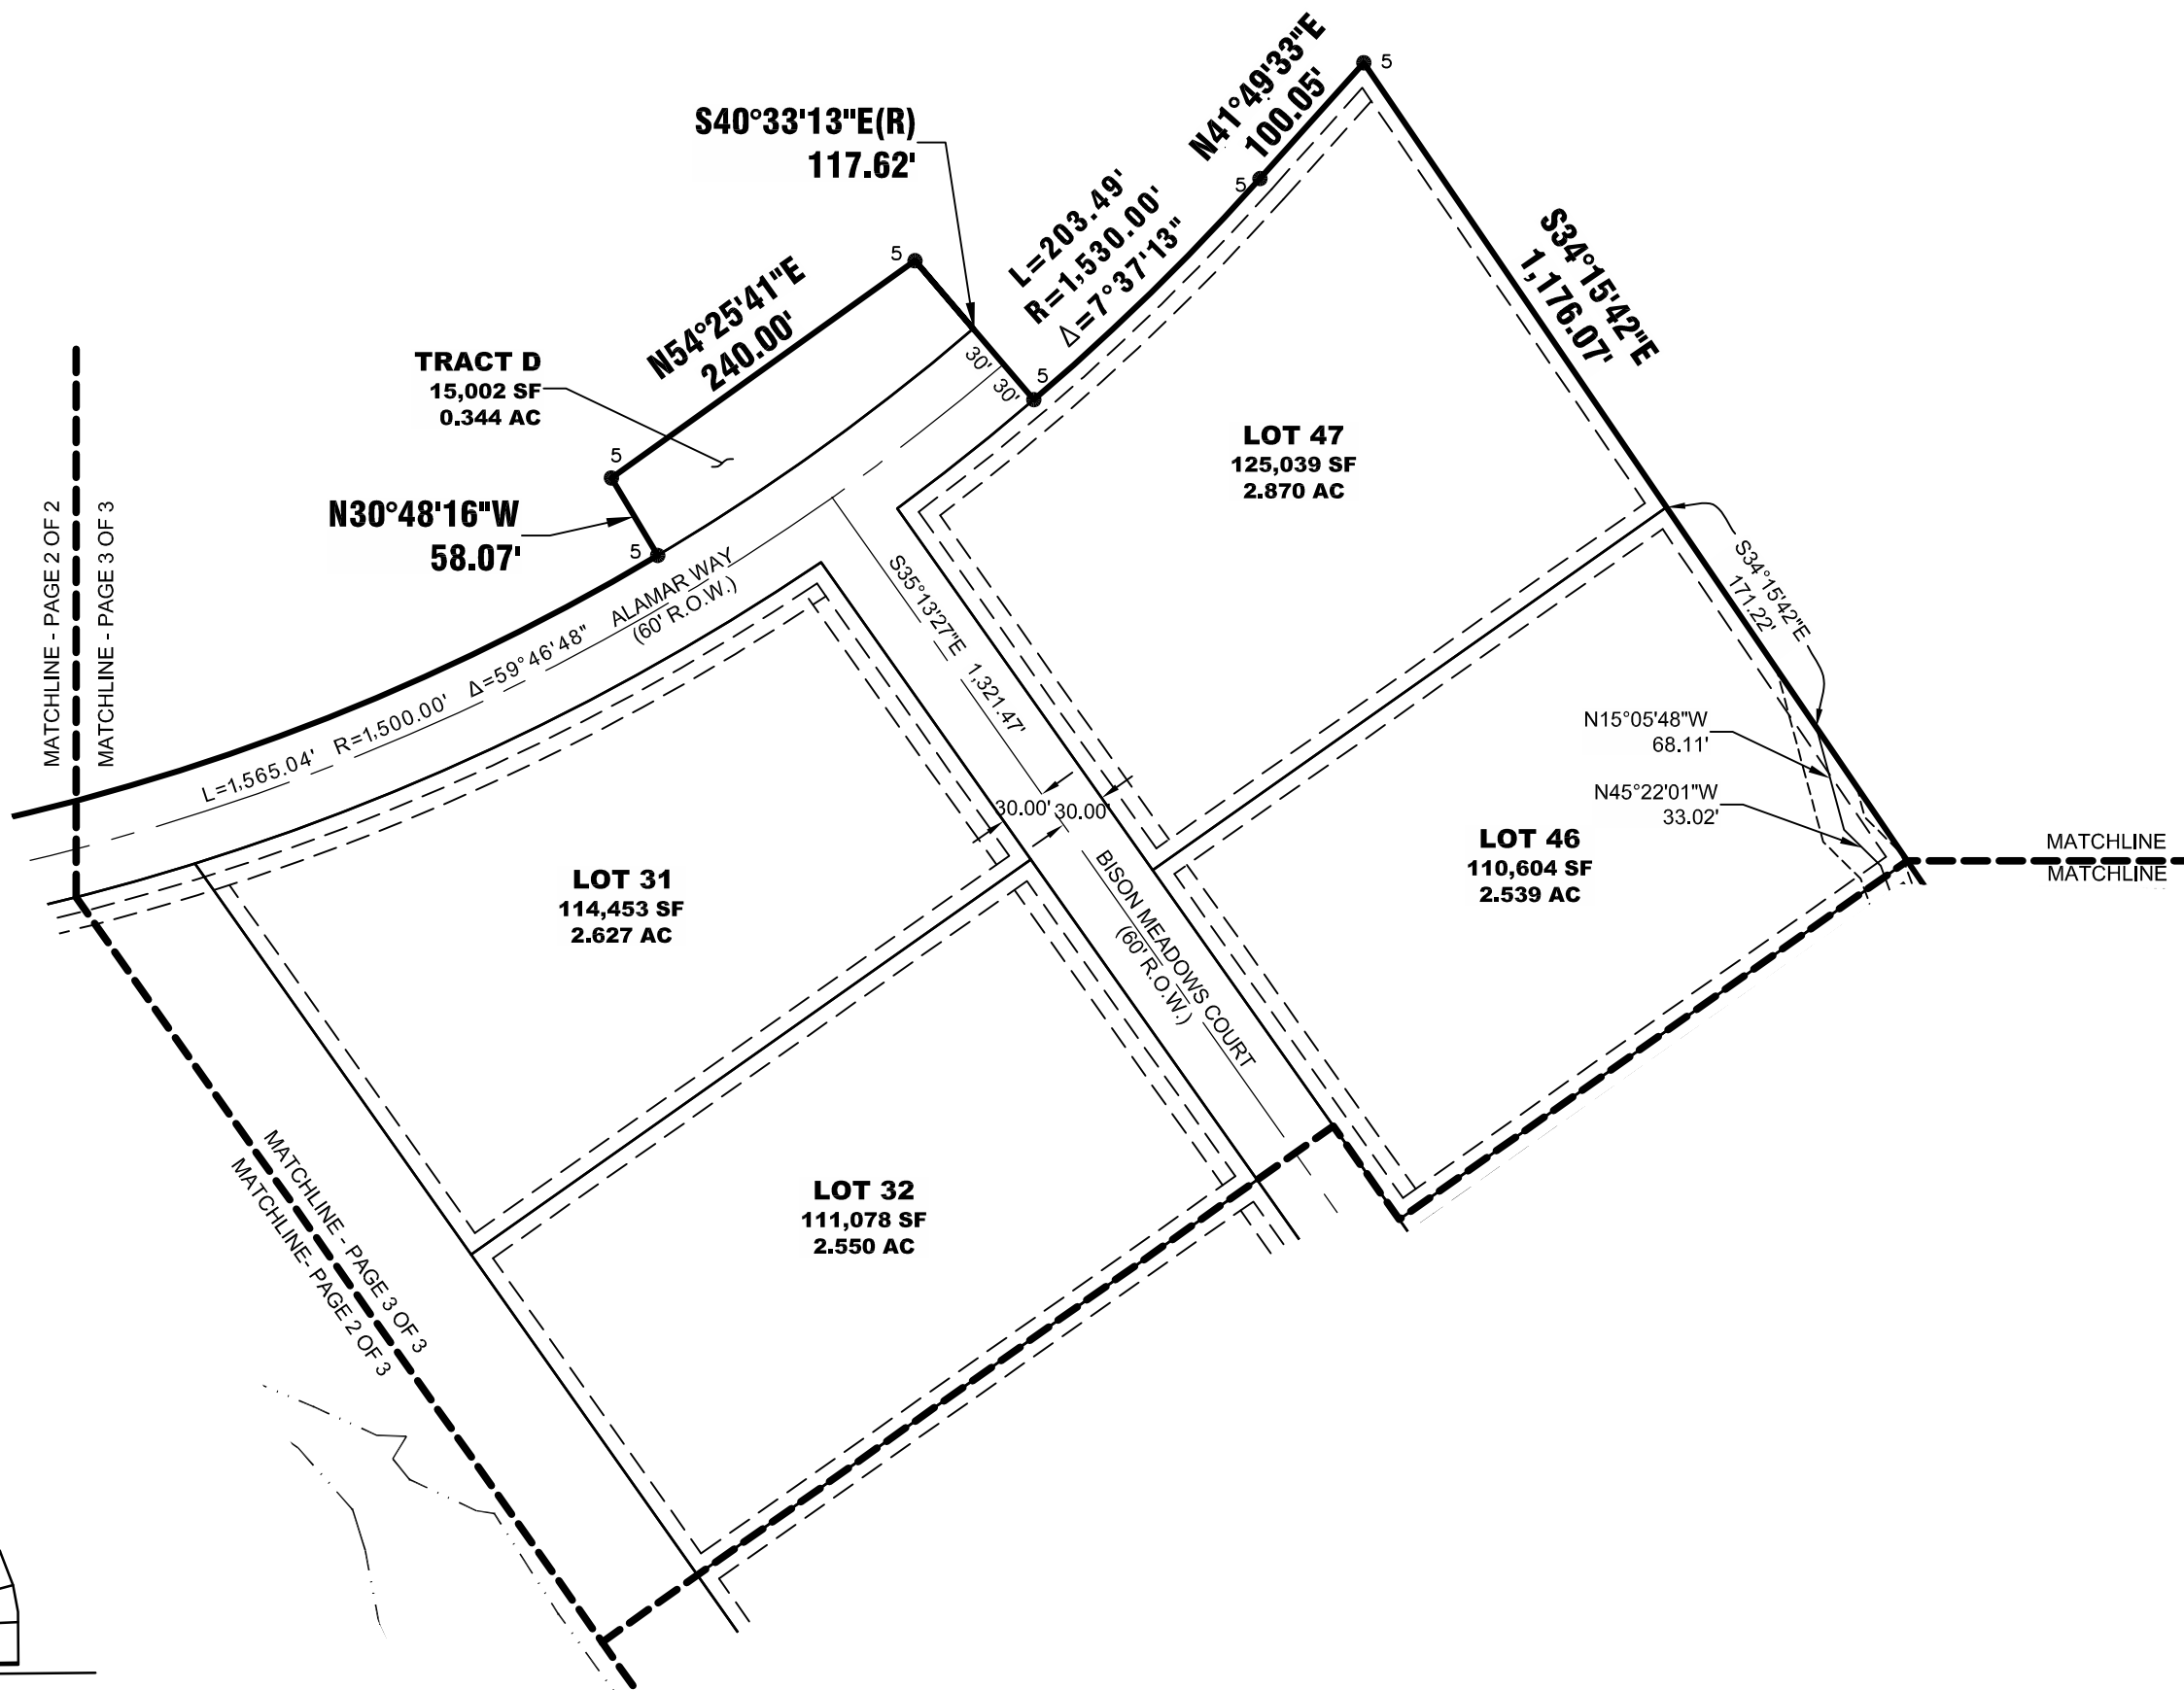 S40°33'13"E(R)
117.62'
N41°49'33"E
100.05'
5
5
L=203.49'
R=1,530.00'
Δ=7°37'13"
5
N54°25'41"E
240.00'
S34°15'42"E
1,176.07'
TRACT D
15,002 SF
0.344 AC
30'
30'
5
5
N30°48'16"W
58.07'
5
LOT 47
125,039 SF
2.870 AC
MATCHLINE - PAGE 2 OF 2
MATCHLINE - PAGE 3 OF 3
ALAMAR WAY
(60' R.O.W.)
L=1,565.04' R=1,500.00' Δ=59°46'48"
S35°13'27"E 1,321.47'
S34°15'42"E
171.22'
N15°05'48"W
68.11'
N45°22'01"W
33.02'
30.00' 30.00'
LOT 46
110,604 SF
2.539 AC
MATCHLINE
MATCHLINE
LOT 31
114,453 SF
2.627 AC
BISON MEADOWS COURT
(60' R.O.W.)
MATCHLINE - PAGE 3 OF 3
MATCHLINE- PAGE 2 OF 3
LOT 32
111,078 SF
2.550 AC